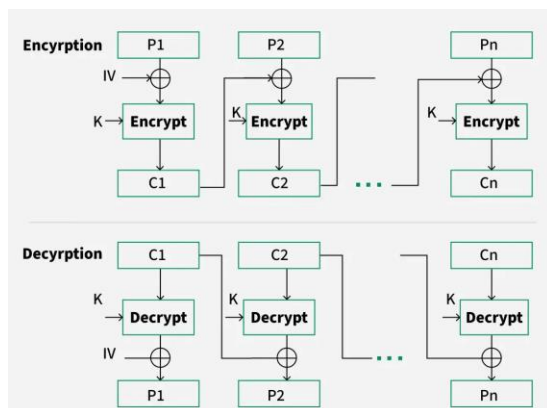 Encyrption P1 P2 Pn
IV
K Encrypt K Encrypt K Encrypt
C1 C2 ... Cn
Decyrption C1 C2 Cn
K Decrypt K Decrypt K Decrypt
IV ...
P1 P2 Pn